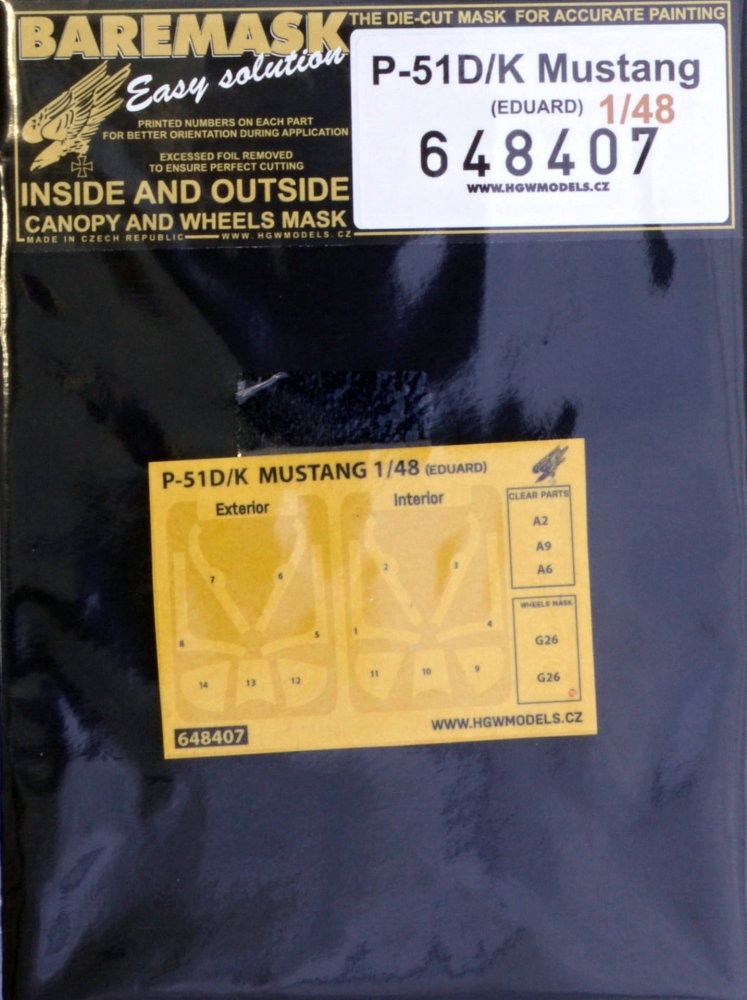 BAREMASK
THE DIE-CUT MASK FOR ACCURATE PAINTING
Easy solution
PRINTED NUMBERS ON EACH PART
FOR BETTER ORIENTATION DURING APPLICATION
EXCESSED FOIL REMOVED
TO ENSURE PERFECT CUTTING
INSIDE AND OUTSIDE
CANOPY AND WHEELS MASK
MADE IN CZECH REPUBLIC WWW.HGWMODELS.CZ
P-51D/K Mustang
(EDUARD) 1/48
648407
WWW.HGWMODELS.CZ
P-51D/K MUSTANG 1/48 (EDUARD)
Exterior
7 6
8 5
14 13 12
Interior
2 3
1 4
11 10 9
CLEAR PARTS
A2
A9
A6
WHEELS MASK
G26
G26
648407
WWW.HGWMODELS.CZ